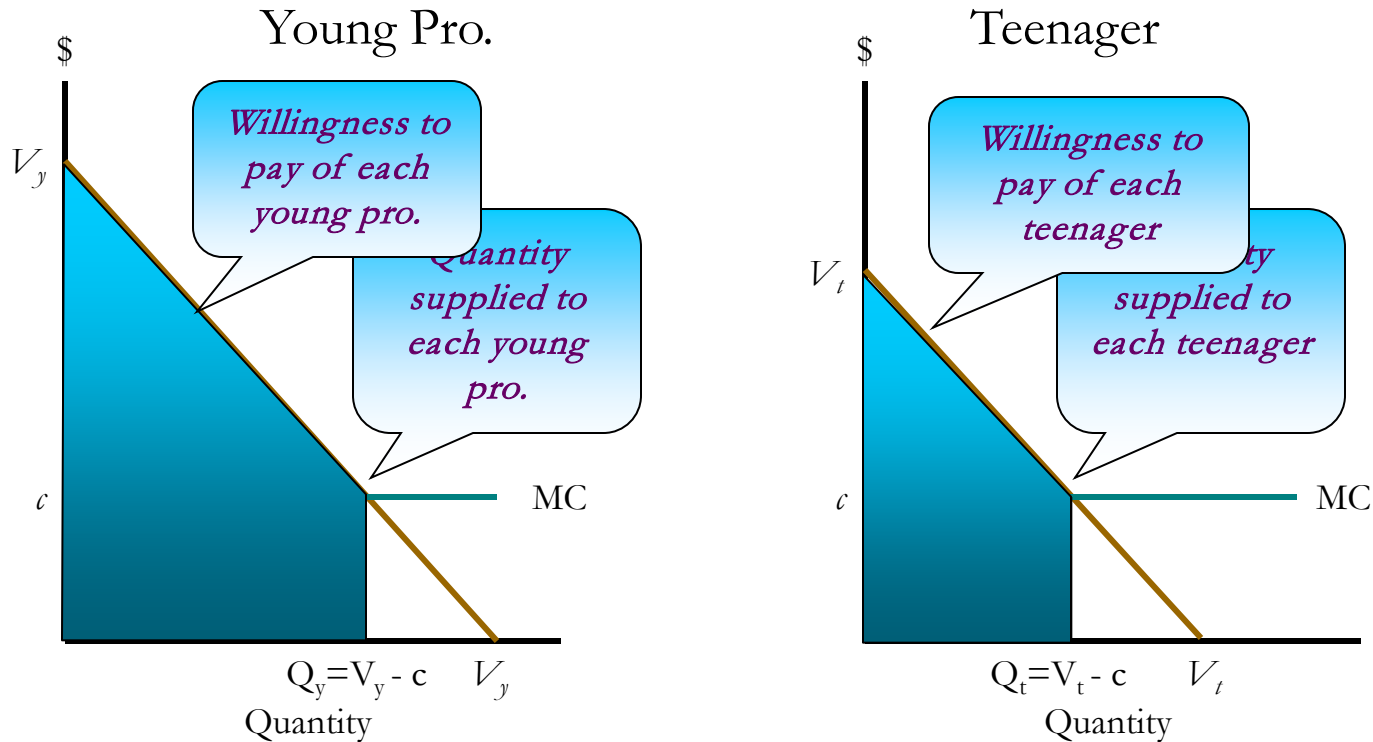 Young Pro.
$
Willingness to
pay of each
young pro.
Quantity
supplied to
each young
pro.
V_y
c
MC
Q_y=V_y - c
V_y
Quantity
Teenager
$
Willingness to
pay of each
teenager
supplied to
each teenager
V_t
c
MC
Q_t=V_t - c
V_t
Quantity